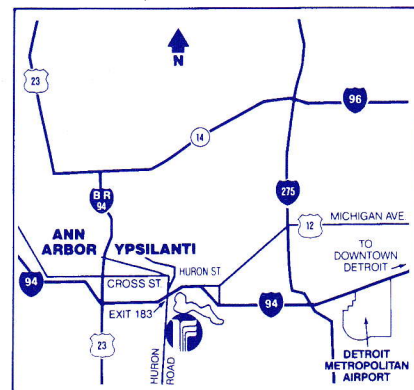 N
23
96
14
BR
94
275
12
MICHIGAN AVE.
ANN
ARBOR
YPSILANTI
HURON ST
TO
DOWNTOWN
DETROIT
94
CROSS ST.
94
EXIT 183
23
HURON
ROAD
DETROIT
METROPOLITAN
AIRPORT